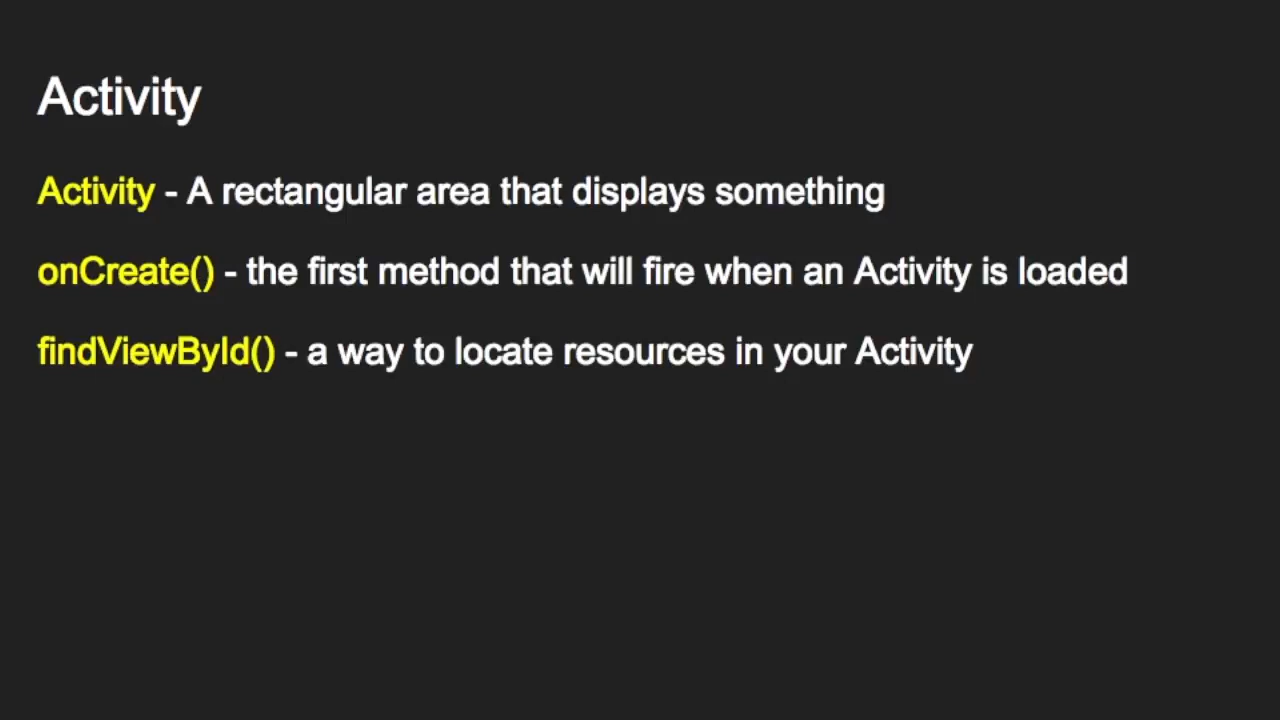 Activity
Activity - A rectangular area that displays something
onCreate() - the first method that will fire when an Activity is loaded
findViewById() - a way to locate resources in your Activity